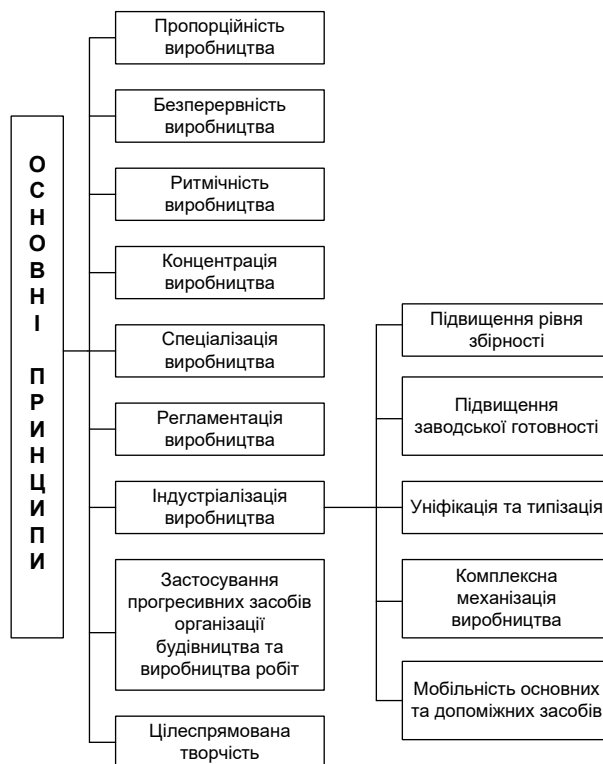 ОСНОВНІ ПРИНЦИПИ
Пропорційність
виробництва
Безперервність
виробництва
Ритмічність
виробництва
Концентрація
виробництва
Спеціалізація
виробництва
Регламентація
виробництва
Індустріалізація
виробництва
Застосування
прогресивних засобів
організації
будівництва та
виробництва робіт
Цілеспрямована
творчість
Підвищення рівня
збірності
Підвищення
заводської готовності
Уніфікація та типізація
Комплексна
механізація
виробництва
Мобільність основних
та допоміжних засобів